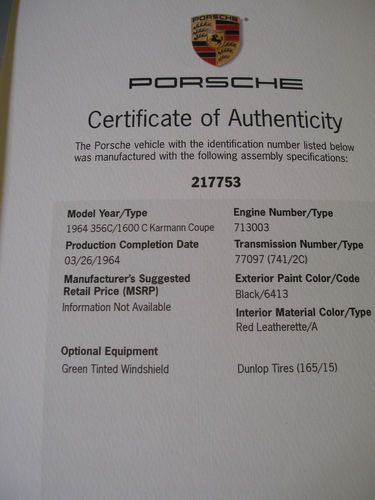 PORSCHE
PORSCHE
Certificate of Authenticity
The Porsche vehicle with the identification number listed below
was manufactured with the following assembly specifications:
217753
Model Year/Type
1964 356C/1600 C Karmann Coupe
Production Completion Date
03/26/1964
Manufacturer's Suggested
Retail Price (MSRP)
Information Not Available
Engine Number/Type
713003
Transmission Number/Type
77097 (741/2C)
Exterior Paint Color/Code
Black/6413
Interior Material Color/Type
Red Leatherette/A
Optional Equipment
Green Tinted Windshield
Dunlop Tires (165/15)